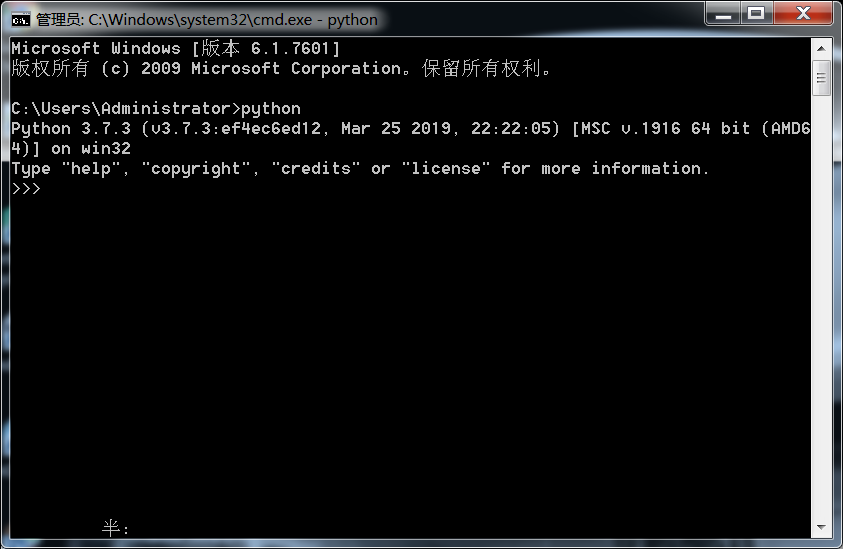 管理员: C:\Windows\system32\cmd.exe - python
Microsoft Windows [版本 6.1.7601]
版权所有 (c) 2009 Microsoft Corporation。保留所有权利。
C:\Users\Administrator>python
Python 3.7.3 (v3.7.3:ef4ec6ed12, Mar 25 2019, 22:22:05) [MSC v.1916 64 bit (AMD6
4)] on win32
Type "help", "copyright", "credits" or "license" for more information.
>>>
半: